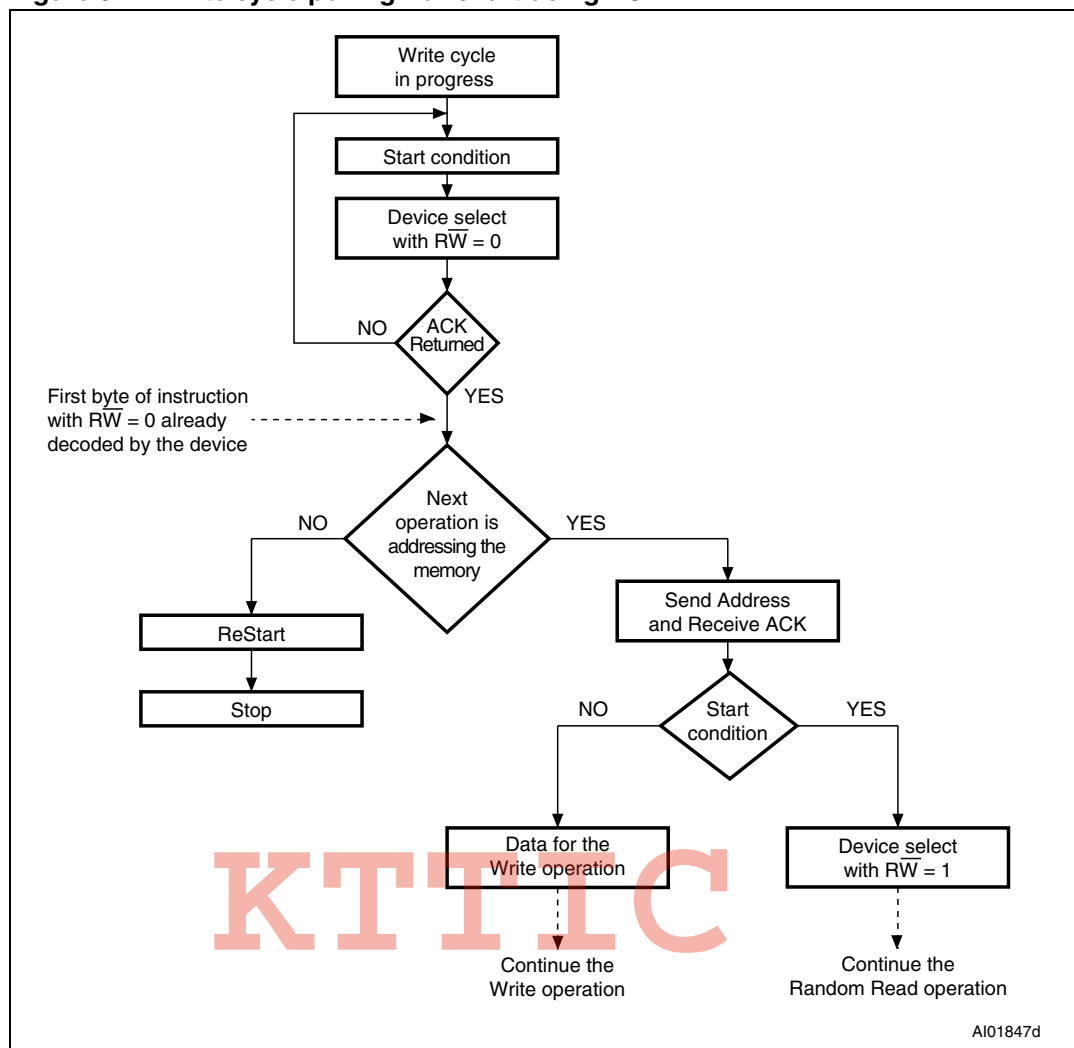 Write cycle
in progress
Start condition
Device select
with RW̅ = 0
ACK
Returned
NO
YES
First byte of instruction
with RW̅ = 0 already
decoded by the device
Next
operation is
addressing the
memory
NO
YES
ReStart
Stop
Send Address
and Receive ACK
Start
condition
NO
YES
Data for the
Write operation
Device select
with RW̅ = 1
KTTIC
Continue the
Write operation
Continue the
Random Read operation
AI01847d